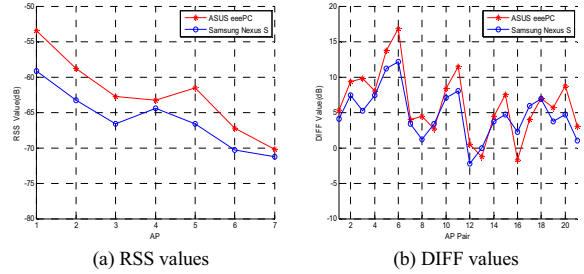 -50
-55
-60
-65
-70
-75
-80
RSS Value(dB)
1 2 3 4 5 6 7
AP
ASUS eeePC
Samsung Nexus S
(a) RSS values
20
15
10
5
0
-5
-10
DIFF Value(dB)
2 4 6 8 10 12 14 16 18 20
AP Pair
ASUS eeePC
Samsung Nexus S
(b) DIFF values